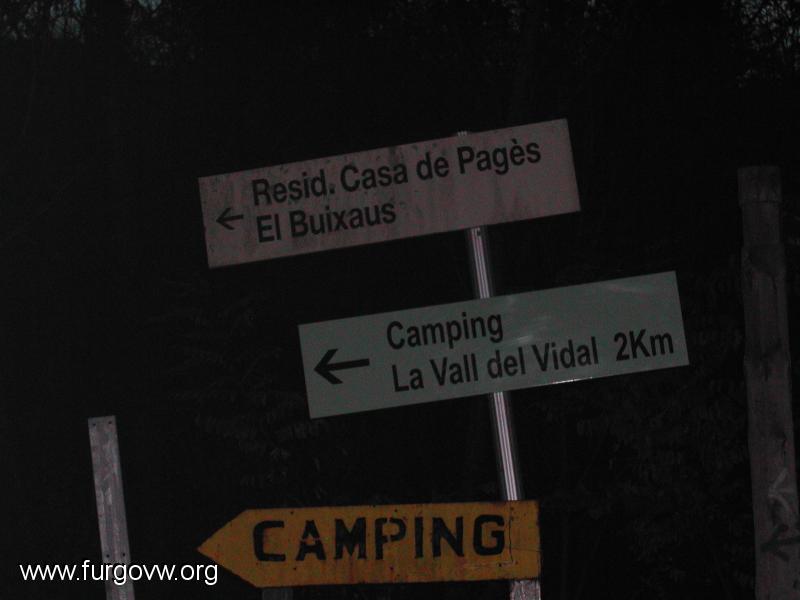 Resid. Casa de Pagès
El Buixaus
Camping
La Vall del Vidal 2Km
CAMPING
www.furgovw.org